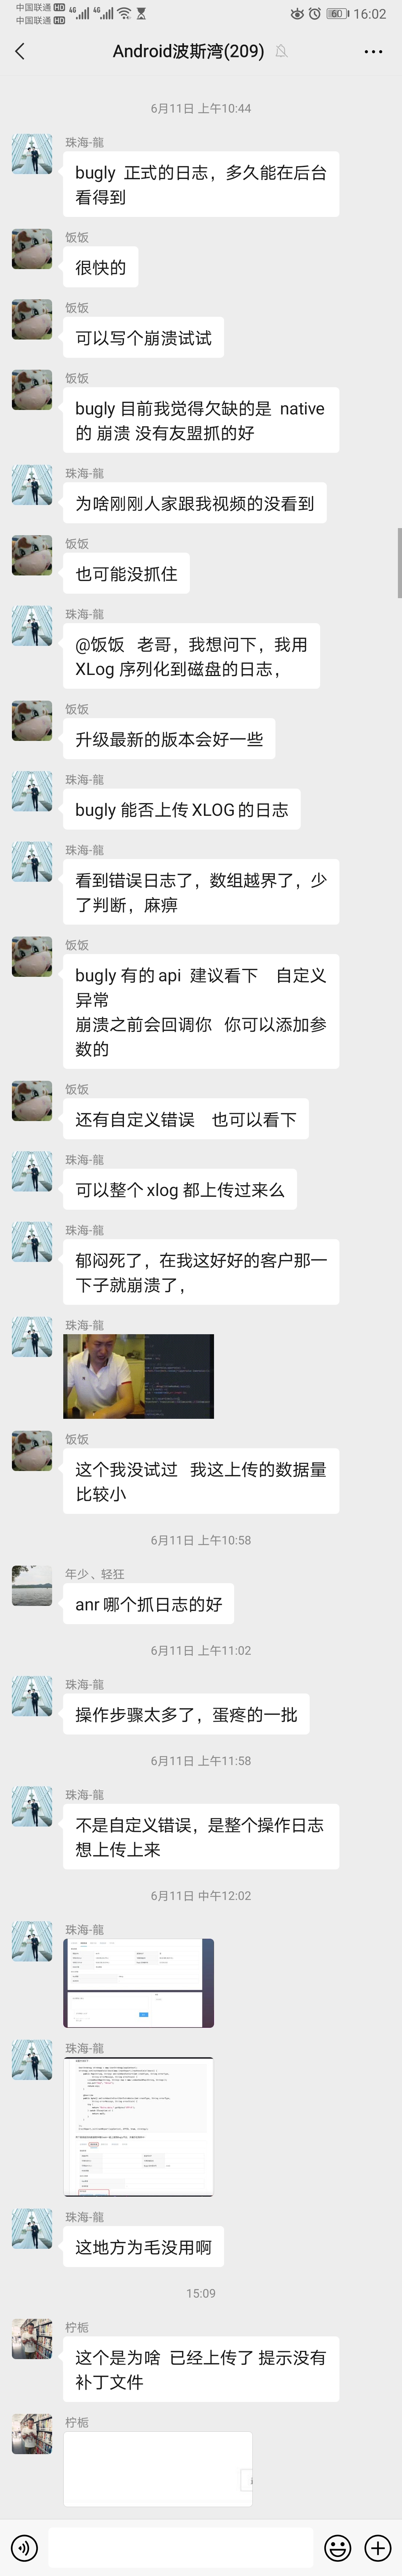 中国联通 HD 4G 4G 60 16:02
中国联通 HD
Android波斯湾(209)
6月11日 上午10:44
珠海-龍
bugly 正式的日志，多久能在后台
看得到
饭饭
很快的
饭饭
可以写个崩溃试试
饭饭
bugly 目前我觉得欠缺的是 native
的 崩溃 没有友盟抓的好
珠海-龍
为啥刚刚人家跟我视频的没看到
饭饭
也可能没抓住
珠海-龍
@饭饭 老哥，我想问下，我用
XLog 序列化到磁盘的日志，
饭饭
升级最新的版本会好一些
珠海-龍
bugly 能否上传 XLOG 的日志
珠海-龍
看到错误日志了，数组越界了，少
了判断，麻痹
饭饭
bugly 有的 api 建议看下 自定义
异常
崩溃之前会回调你 你可以添加参
数的
饭饭
还有自定义错误 也可以看下
珠海-龍
可以整个 xlog 都上传过来么
珠海-龍
郁闷死了，在我这好好的客户那一
下子就崩溃了，
珠海-龍
饭饭
这个我没试过 我这上传的数据量
比较小
6月11日 上午10:58
年少、轻狂
anr 哪个抓日志的好
6月11日 上午11:02
珠海-龍
操作步骤太多了，蛋疼的一批
6月11日 上午11:58
珠海-龍
不是自定义错误，是整个操作日志
想上传上来
6月11日 中午12:02
珠海-龍
珠海-龍
珠海-龍
这地方为毛没用啊
15:09
柠栀
这个是为啥 已经上传了 提示没有
补丁文件
柠栀